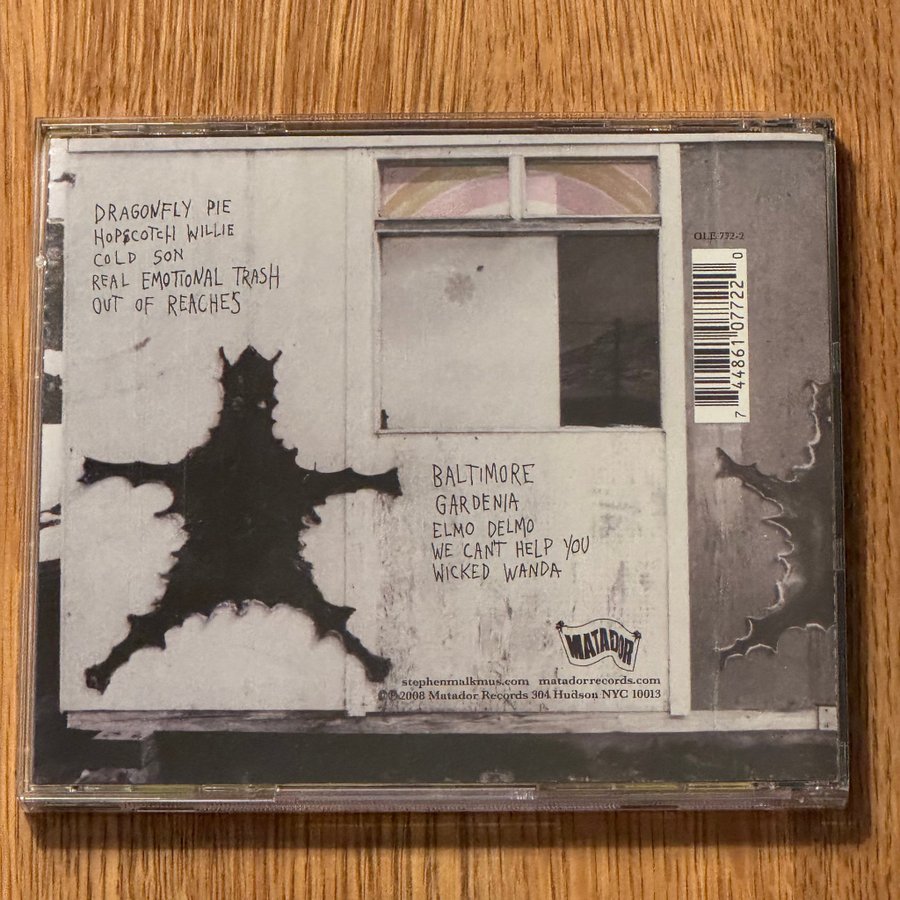 DRAGONFLY PIE
HOPSCOTCH WILLIE
COLD SON
REAL EMOTIONAL TRASH
OUT OF REACHES
OLE 772-2
7 44861 07722 0
BALTIMORE
GARDENIA
ELMO DELMO
WE CAN'T HELP YOU
WICKED WANDA
MATADOR
stephenmalkmus.com matadorrecords.com
©℗2008 Matador Records 304 Hudson NYC 10013